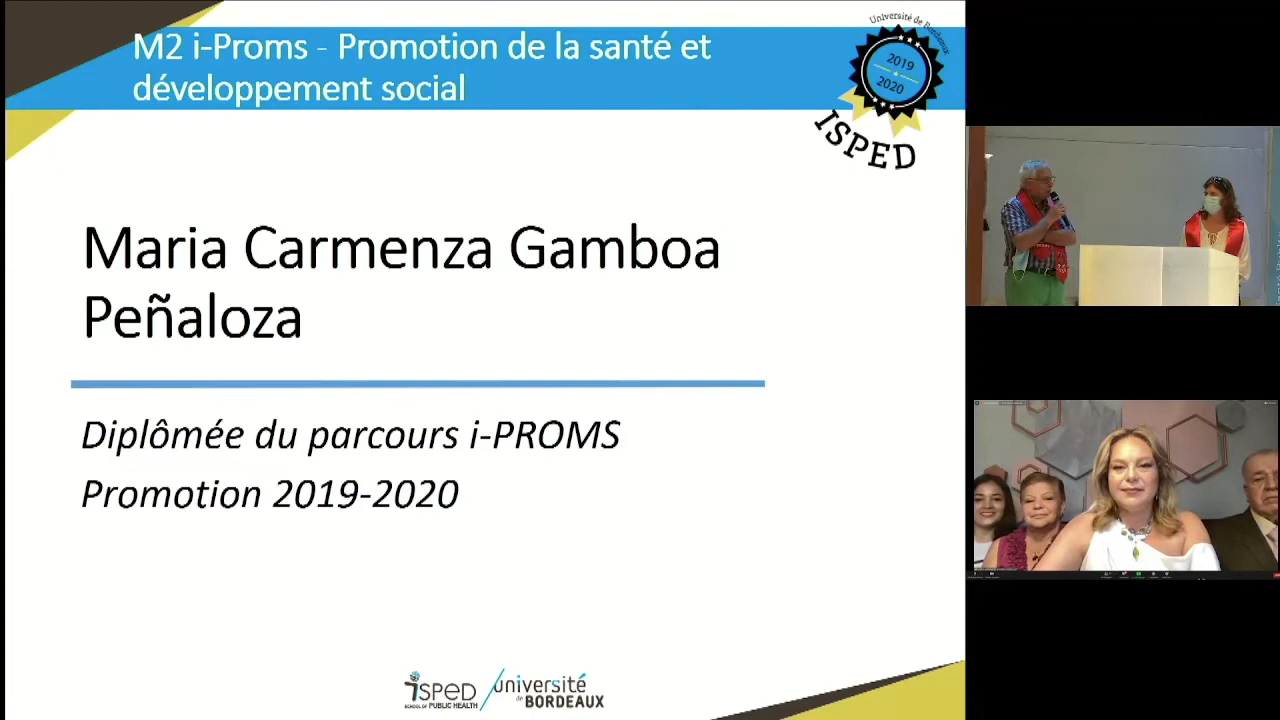 M2 i-Proms - Promotion de la santé et
développement social
Université de Bordeaux
2019
2020
ISPED
Maria Carmenza Gamboa
Peñaloza
Diplômée du parcours i-PROMS
Promotion 2019-2020
isped
SCHOOL OF PUBLIC HEALTH
université
de BORDEAUX